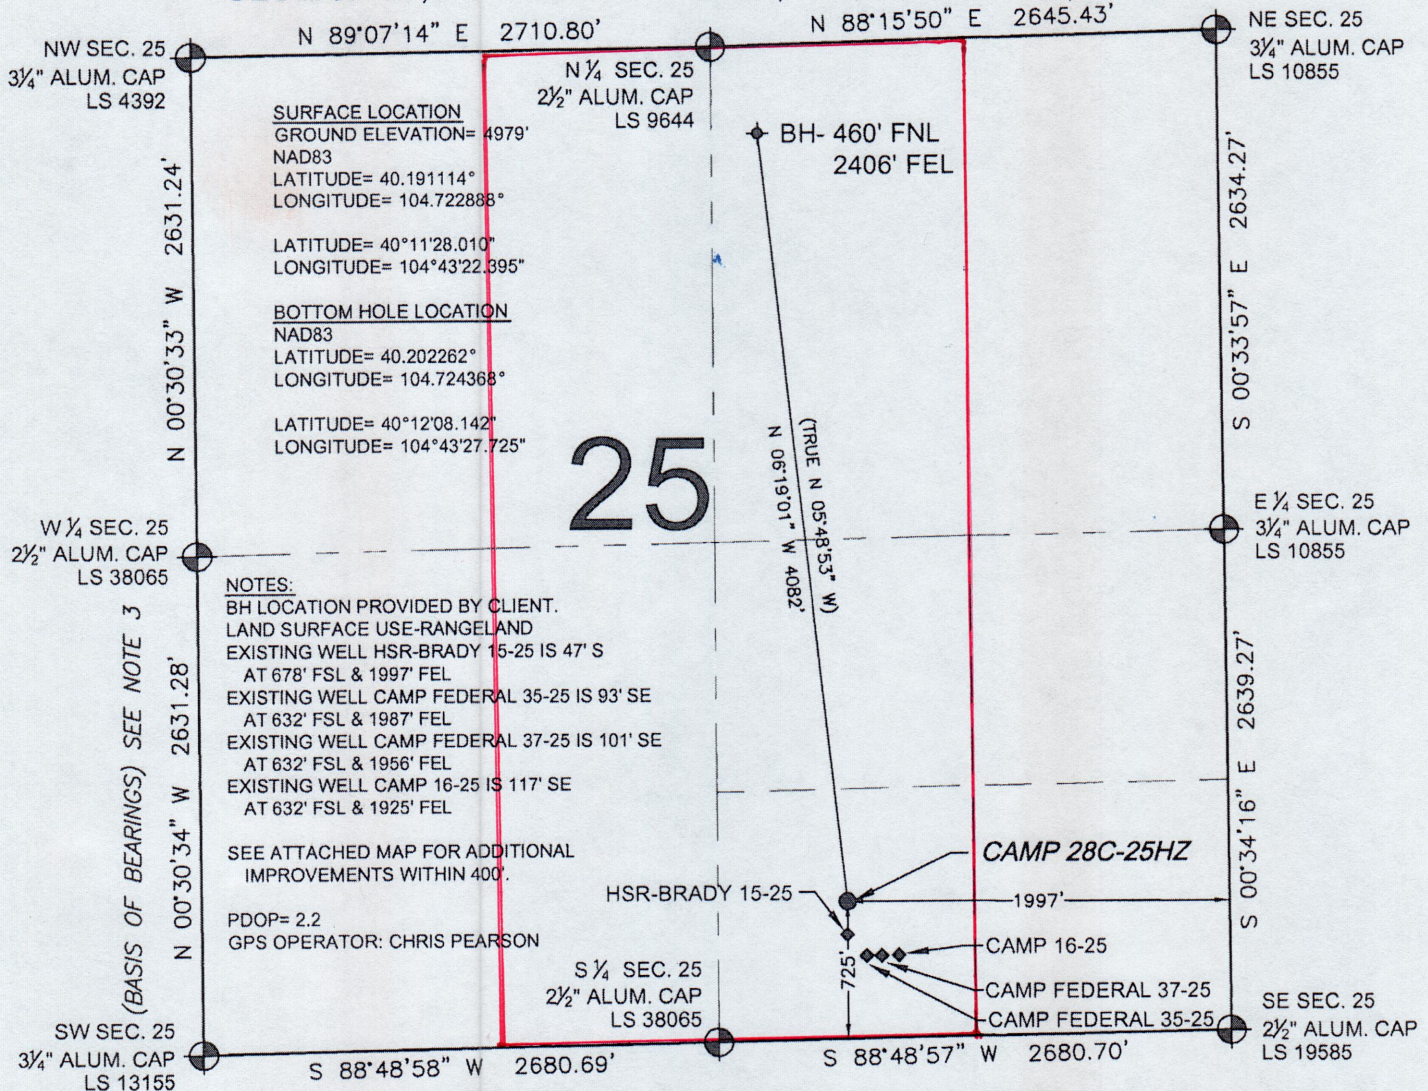 N 89°07'14" E 2710.80'
N 88°15'50" E 2645.43'
NW SEC. 25
3¼" ALUM. CAP
LS 4392
N ¼ SEC. 25
2½" ALUM. CAP
LS 9644
NE SEC. 25
3¼" ALUM. CAP
LS 10855
SURFACE LOCATION
GROUND ELEVATION= 4979'
NAD83
LATITUDE= 40.191114°
LONGITUDE= 104.722888°
LATITUDE= 40°11'28.010"
LONGITUDE= 104°43'22.395"
BOTTOM HOLE LOCATION
NAD83
LATITUDE= 40.202262°
LONGITUDE= 104.724368°
LATITUDE= 40°12'08.142"
LONGITUDE= 104°43'27.725"
BH- 460' FNL
2406' FEL
N 00°30'33" W 2631.24'
S 00°33'57" E 2634.27'
25
(TRUE N 05°48'53" W)
N 06°19'01" W 4082'
W ¼ SEC. 25
2½" ALUM. CAP
LS 38065
E ¼ SEC. 25
3¼" ALUM. CAP
LS 10855
NOTES:
BH LOCATION PROVIDED BY CLIENT.
LAND SURFACE USE-RANGELAND
EXISTING WELL HSR-BRADY 15-25 IS 47' S
AT 678' FSL & 1997' FEL
EXISTING WELL CAMP FEDERAL 35-25 IS 93' SE
AT 632' FSL & 1987' FEL
EXISTING WELL CAMP FEDERAL 37-25 IS 101' SE
AT 632' FSL & 1956' FEL
EXISTING WELL CAMP 16-25 IS 117' SE
AT 632' FSL & 1925' FEL
SEE ATTACHED MAP FOR ADDITIONAL
IMPROVEMENTS WITHIN 400'.
PDOP= 2.2
GPS OPERATOR: CHRIS PEARSON
(BASIS OF BEARINGS) SEE NOTE 3
N 00°30'34" W 2631.28'
S 00°34'16" E 2639.27'
CAMP 28C-25HZ
HSR-BRADY 15-25
1997'
725'
CAMP 16-25
CAMP FEDERAL 37-25
CAMP FEDERAL 35-25
S ¼ SEC. 25
2½" ALUM. CAP
LS 38065
SW SEC. 25
3¼" ALUM. CAP
LS 13155
SE SEC. 25
2½" ALUM. CAP
LS 19585
S 88°48'58" W 2680.69'
S 88°48'57" W 2680.70'